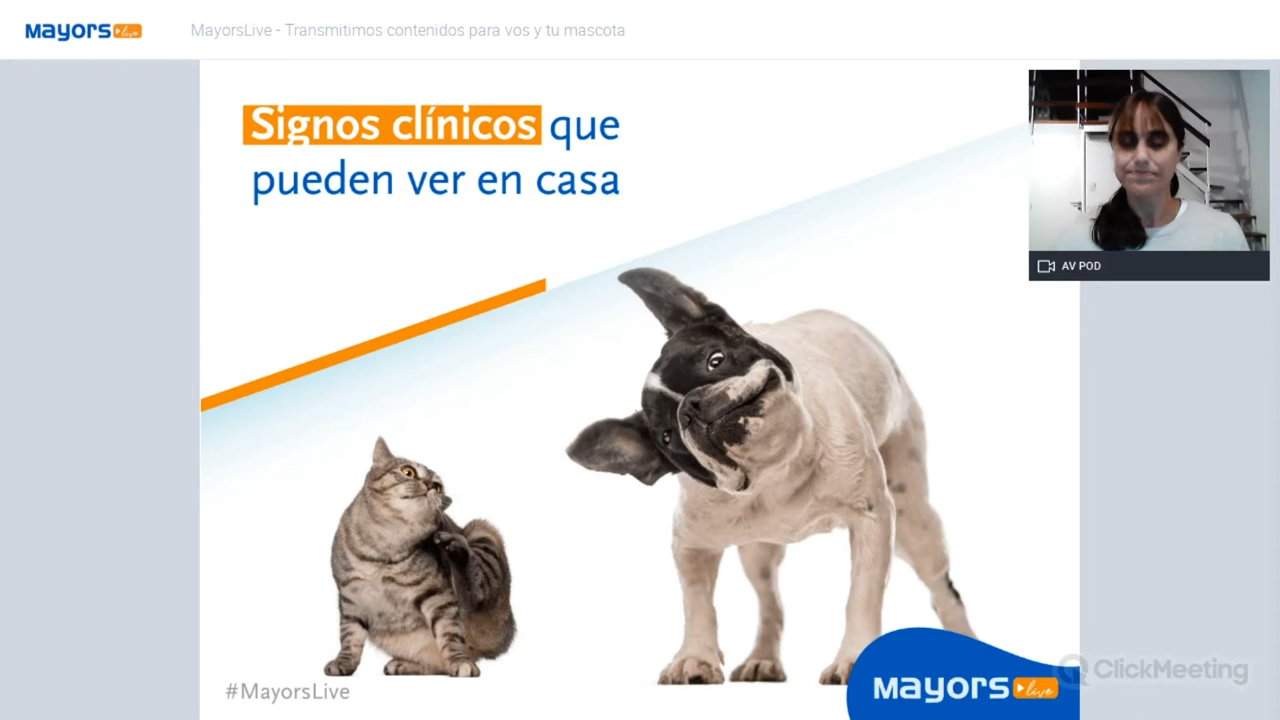 Mayors live
MayorsLive - Transmitimos contenidos para vos y tu mascota
Signos clínicos que
pueden ver en casa
AV POD
#MayorsLive
Mayors live
ClickMeeting